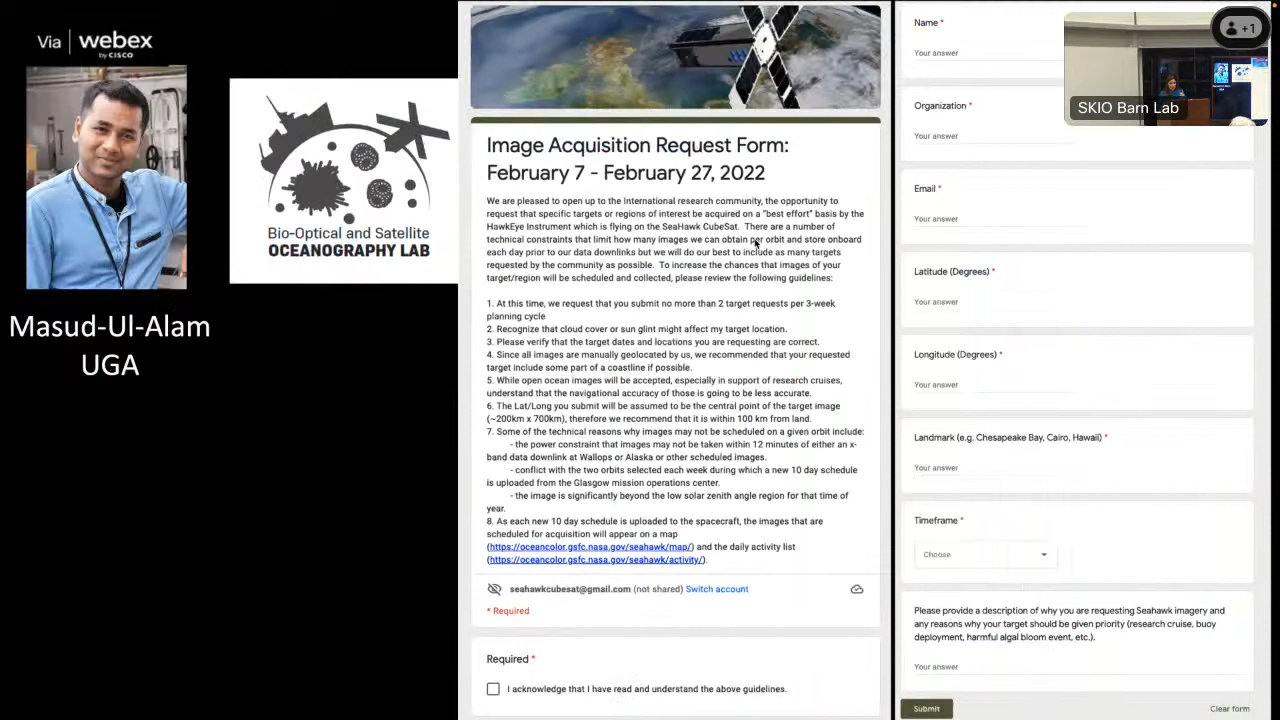 Via | webex
by CISCO
Bio-Optical and Satellite
OCEANOGRAPHY LAB
Masud-Ul-Alam
UGA
Image Acquisition Request Form:
February 7 - February 27, 2022
We are pleased to open up to the International research community, the opportunity to
request that specific targets or regions of interest be acquired on a "best effort" basis by the
HawkEye Instrument which is flying on the SeaHawk CubeSat. There are a number of
technical constraints that limit how many images we can obtain per orbit and store onboard
each day prior to our data downlinks but we will do our best to include as many targets
requested by the community as possible. To increase the chances that images of your
target/region will be scheduled and collected, please review the following guidelines:
1. At this time, we request that you submit no more than 2 target requests per 3-week
planning cycle
2. Recognize that cloud cover or sun glint might affect my target location.
3. Please verify that the target dates and locations you are requesting are correct.
4. Since all images are manually geolocated by us, we recommended that your requested
target include some part of a coastline if possible.
5. While open ocean images will be accepted, especially in support of research cruises,
understand that the navigational accuracy of those is going to be less accurate.
6. The Lat/Long you submit will be assumed to be the central point of the target image
(~200km x 700km), therefore we recommend that it is within 100 km from land.
7. Some of the technical reasons why images may not be scheduled on a given orbit include:
- the power constraint that images may not be taken within 12 minutes of either an x-
band data downlink at Wallops or Alaska or other scheduled images.
- conflict with the two orbits selected each week during which a new 10 day schedule
is uploaded from the Glasgow mission operations center.
- the image is significantly beyond the low solar zenith angle region for that time of
year.
8. As each new 10 day schedule is uploaded to the spacecraft, the images that are
scheduled for acquisition will appear on a map
(https://oceancolor.gsfc.nasa.gov/seahawk/map/) and the daily activity list
(https://oceancolor.gsfc.nasa.gov/seahawk/activity/).
seahawkcubesat@gmail.com (not shared) Switch account
* Required
Required *
I acknowledge that I have read and understand the above guidelines.
Name *
Your answer
Organization *
Your answer
Email *
Your answer
Latitude (Degrees) *
Your answer
Longitude (Degrees) *
Your answer
Landmark (e.g. Chesapeake Bay, Cairo, Hawaii) *
Your answer
Timeframe *
Choose
Please provide a description of why you are requesting Seahawk imagery and
any reasons why your target should be given priority (research cruise, buoy
deployment, harmful algal bloom event, etc.).
Your answer
Submit
Clear form
+1
SKIO Barn Lab